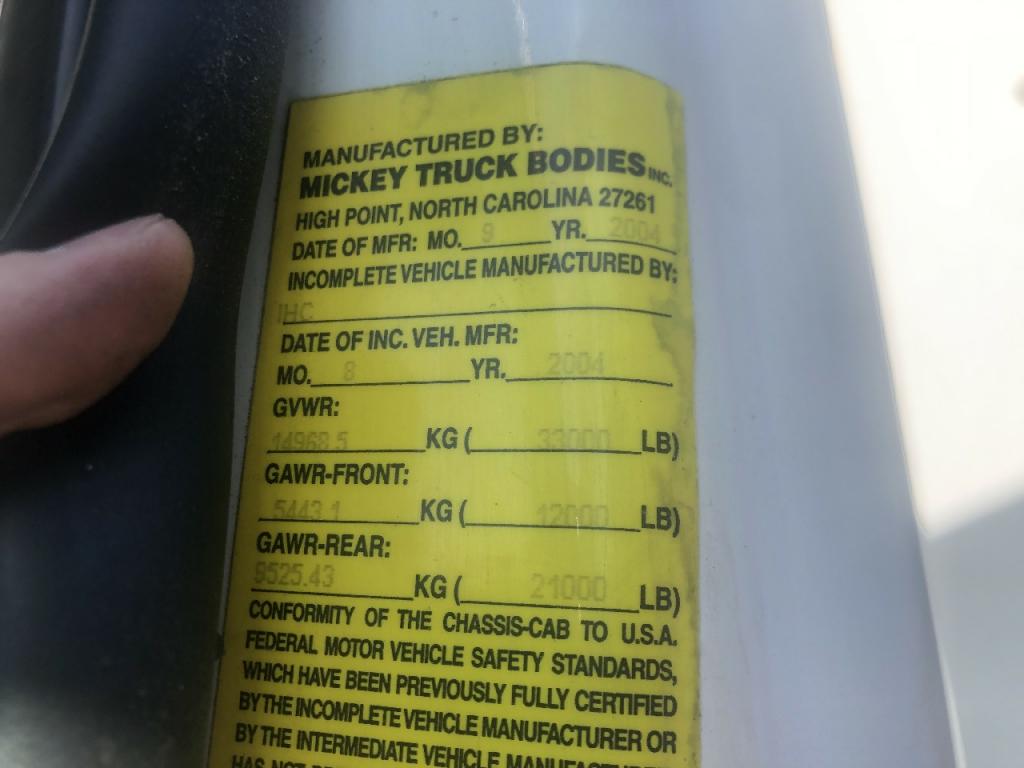 MANUFACTURED BY:
MICKEY TRUCK BODIES INC.
HIGH POINT, NORTH CAROLINA 27261
DATE OF MFR: MO. 9 YR. 2004
INCOMPLETE VEHICLE MANUFACTURED BY:
IHC
DATE OF INC. VEH. MFR:
MO. 8 YR. 2004
GVWR:
14968.5 KG ( 33000 LB)
GAWR-FRONT:
5443.1 KG ( 12000 LB)
GAWR-REAR:
9525.43 KG ( 21000 LB)
CONFORMITY OF THE CHASSIS-CAB TO U.S.A.
FEDERAL MOTOR VEHICLE SAFETY STANDARDS,
WHICH HAVE BEEN PREVIOUSLY FULLY CERTIFIED
BY THE INCOMPLETE VEHICLE MANUFACTURER OR
BY THE INTERMEDIATE VEHICLE
HAS NOT